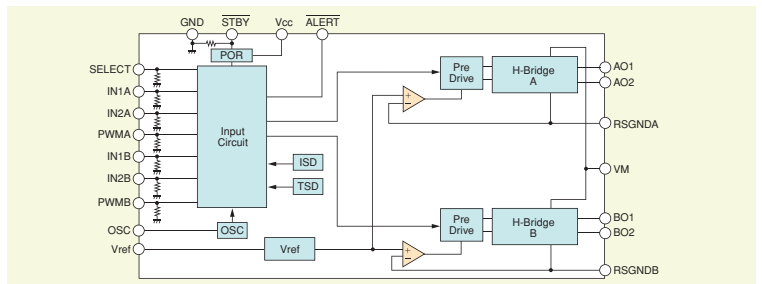 GND STBY Vcc ALERT
POR
SELECT
IN1A
IN2A
PWMA
IN1B
IN2B
PWMB
OSC
Vref
Input
Circuit
ISD
TSD
OSC
Vref
Pre
Drive
H-Bridge
A
+
−
AO1
AO2
RSGNDA
VM
Pre
Drive
H-Bridge
B
+
−
BO1
BO2
RSGNDB